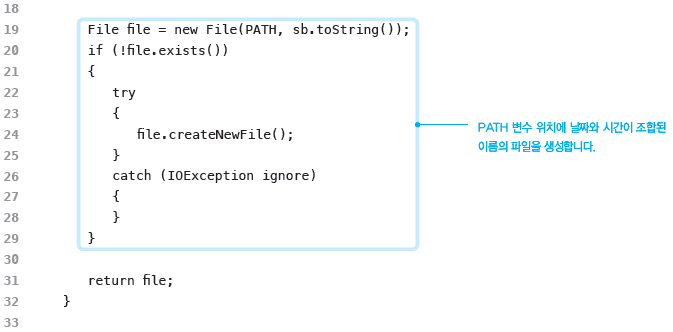 18
19 File file = new File(PATH, sb.toString());
20 if (!file.exists())
21 {
22 try
23 {
24 file.createNewFile();
25 }
26 catch (IOException ignore)
27 {
28 }
29 }
30
31 return file;
32 }
33
PATH 변수 위치에 날짜와 시간이 조합된
이름의 파일을 생성합니다.